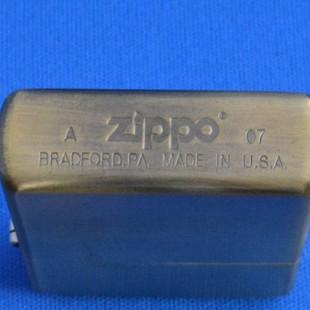 A zippo® 07
BRADFORD, PA. MADE IN U.S.A.